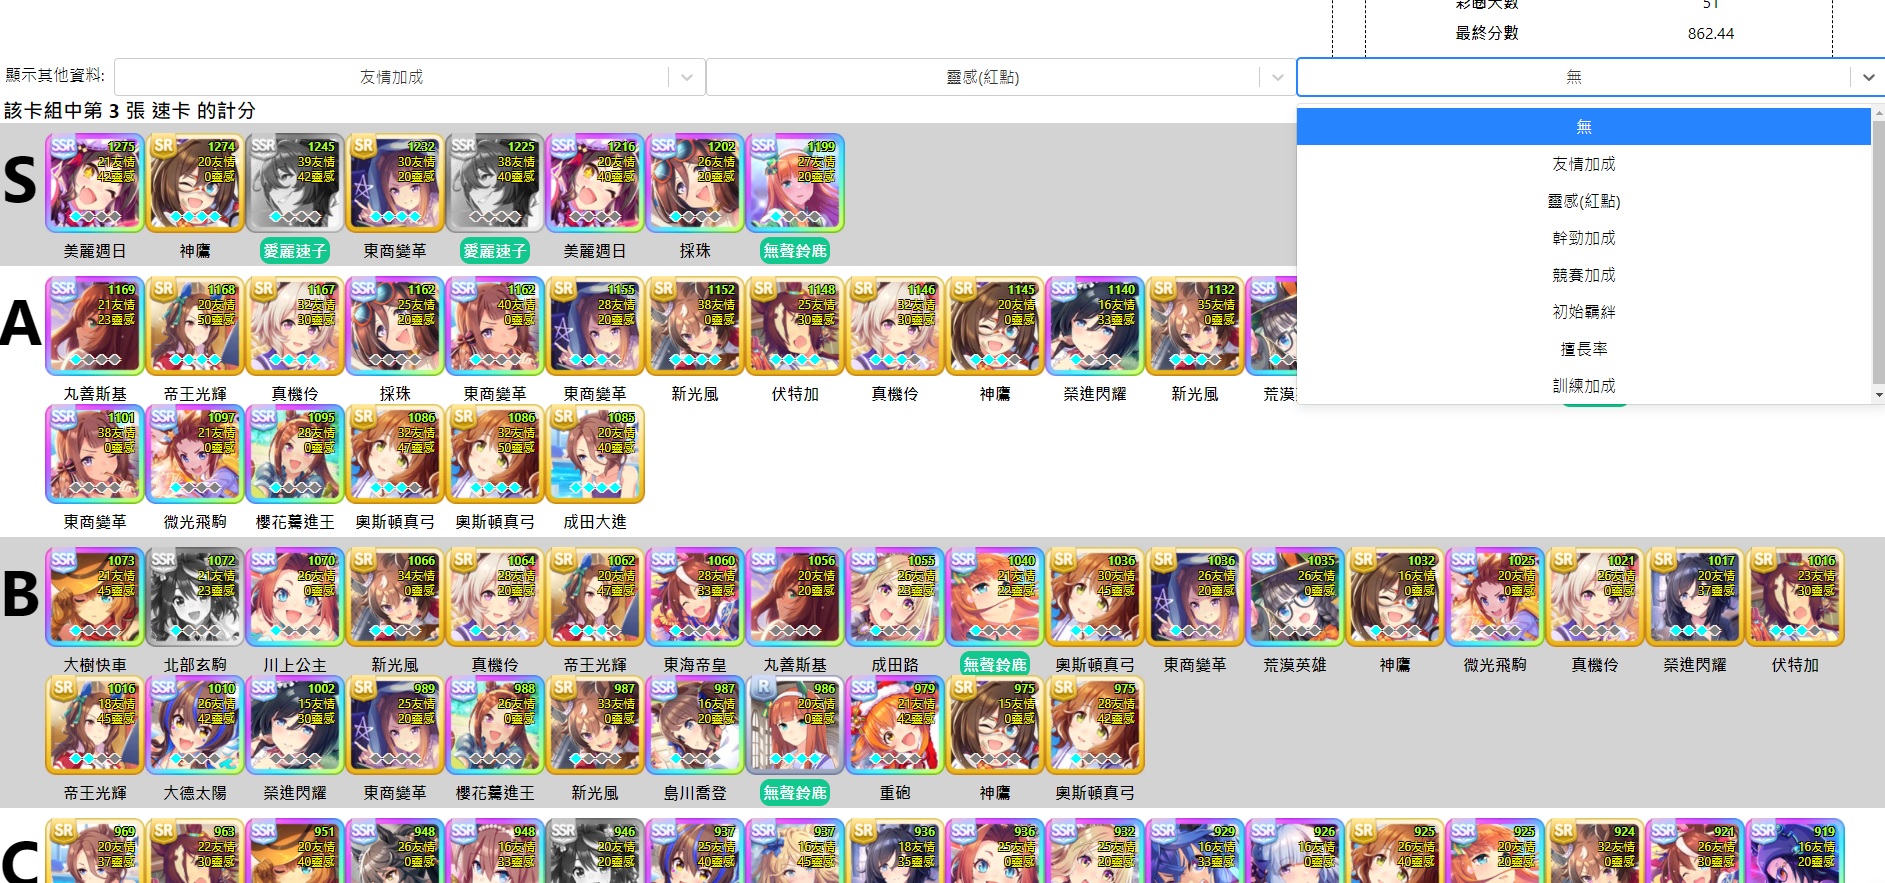 彩圈天數 51
最終分數 862.44
顯示其他資料: 友情加成 靈感(紅點) 無
無
友情加成
靈感(紅點)
幹勁加成
競賽加成
初始羈絆
擅長率
訓練加成
該卡組中第 3 張 速卡 的計分
S
SSR 1275 SR 1274 SSR 1245 SR 1232 SSR 1225 SSR 1216 SSR 1202 SSR 1199
21友情 20友情 39友情 30友情 38友情 20友情 26友情 27友情
42靈感 0靈感 42靈感 20靈感 40靈感 40靈感 20靈感 20靈感
美麗週日 神鷹 愛麗速子 東商變革 愛麗速子 美麗週日 採珠 無聲鈴鹿
A
SSR 1169 SR 1168 SR 1167 SSR 1162 SSR 1162 SR 1155 SR 1152 SR 1148 SR 1146 SR 1145 SSR 1140 SR 1132 SSR
21友情 20友情 32友情 25友情 40友情 28友情 38友情 25友情 32友情 20友情 16友情 35友情
23靈感 50靈感 30靈感 20靈感 0靈感 20靈感 0靈感 30靈感 30靈感 0靈感 33靈感 0靈感
丸善斯基 帝王光輝 真機伶 採珠 東商變革 東商變革 新光風 伏特加 真機伶 神鷹 榮進閃耀 新光風 荒漠
SSR 1101 SSR 1097 SSR 1095 SR 1086 SR 1086 SR 1085
38友情 21友情 28友情 32友情 32友情 20友情
0靈感 0靈感 0靈感 47靈感 50靈感 40靈感
東商變革 微光飛駒 櫻花驀進王 奧斯頓真弓 奧斯頓真弓 成田大進
B
SSR 1073 SSR 1072 SSR 1070 SR 1066 SR 1064 SR 1062 SSR 1060 SSR 1056 SSR 1055 SSR 1040 SR 1036 SR 1036 SSR 1035 SR 1032 SSR 1025 SR 1021 SR 1017 SR 1016
21友情 21友情 26友情 34友情 28友情 20友情 28友情 20友情 26友情 21友情 30友情 26友情 26友情 16友情 20友情 26友情 20友情 23友情
45靈感 23靈感 0靈感 0靈感 20靈感 47靈感 33靈感 20靈感 23靈感 22靈感 45靈感 20靈感 0靈感 0靈感 0靈感 0靈感 37靈感 30靈感
大樹快車 北部玄駒 川上公主 新光風 真機伶 帝王光輝 東海帝皇 丸善斯基 成田路 無聲鈴鹿 奧斯頓真弓 東商變革 荒漠英雄 神鷹 微光飛駒 真機伶 榮進閃耀 伏特加
SR 1016 SSR 1010 SSR 1002 SR 989 SSR 988 SR 987 SSR 987 R 986 SSR 979 SR 975 SR 975
18友情 26友情 15友情 25友情 26友情 33友情 16友情 20友情 21友情 15友情 28友情
45靈感 42靈感 30靈感 20靈感 0靈感 0靈感 20靈感 0靈感 42靈感 0靈感 42靈感
帝王光輝 大德太陽 榮進閃耀 東商變革 櫻花驀進王 新光風 島川喬登 無聲鈴鹿 重砲 神鷹 奧斯頓真弓
C
SR 969 SR 963 SSR 951 SSR 948 SSR 948 SSR 946 SSR 937 SSR 937 SR 936 SSR 936 SSR 932 SSR 929 SSR 926 SR 925 SSR 925 SR 924 SSR 921 SSR 919
20友情 22友情 20友情 26友情 16友情 20友情 25友情 16友情 18友情 25友情 25友情 16友情 16友情 26友情 20友情 32友情 26友情 16友情
37靈感 30靈感 40靈感 0靈感 33靈感 20靈感 40靈感 45靈感 35靈感 0靈感 20靈感 33靈感 0靈感 40靈感 20靈感 0靈感 30靈感 20靈感